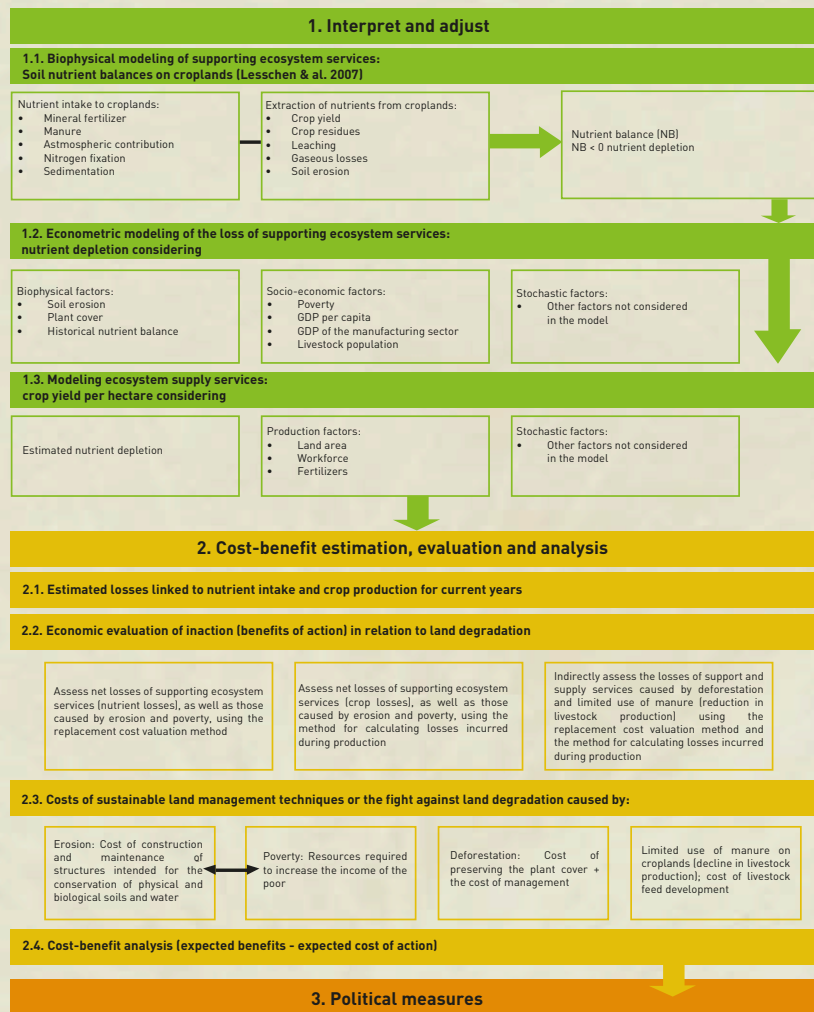 1. Interpret and adjust
1.1. Biophysical modeling of supporting ecosystem services:
Soil nutrient balances on croplands (Lesschen & al. 2007)
Nutrient intake to croplands:
• Mineral fertilizer
• Manure
• Astmospheric contribution
• Nitrogen fixation
• Sedimentation
Extraction of nutrients from croplands:
• Crop yield
• Crop residues
• Leaching
• Gaseous losses
• Soil erosion
Nutrient balance (NB)
NB < 0 nutrient depletion
1.2. Econometric modeling of the loss of supporting ecosystem services:
nutrient depletion considering
Biophysical factors:
• Soil erosion
• Plant cover
• Historical nutrient balance
Socio-economic factors:
• Poverty
• GDP per capita
• GDP of the manufacturing sector
• Livestock population
Stochastic factors:
• Other factors not considered
in the model
1.3. Modeling ecosystem supply services:
crop yield per hectare considering
Estimated nutrient depletion
Production factors:
• Land area
• Workforce
• Fertilizers
Stochastic factors:
• Other factors not considered
in the model
2. Cost-benefit estimation, evaluation and analysis
2.1. Estimated losses linked to nutrient intake and crop production for current years
2.2. Economic evaluation of inaction (benefits of action) in relation to land degradation
Assess net losses of supporting ecosystem
services (nutrient losses), as well as those
caused by erosion and poverty, using the
replacement cost valuation method
Assess net losses of supporting ecosystem
services (crop losses), as well as those
caused by erosion and poverty, using the
method for calculating losses incurred
during production
Indirectly assess the losses of support and
supply services caused by deforestation
and limited use of manure (reduction in
livestock production) using the
replacement cost valuation method and
the method for calculating losses incurred
during production
2.3. Costs of sustainable land management techniques or the fight against land degradation caused by:
Erosion: Cost of construction
and maintenance of
structures intended for the
conservation of physical and
biological soils and water
Poverty: Resources required
to increase the income of the
poor
Deforestation: Cost of
preserving the plant cover +
the cost of management
Limited use of manure on
croplands (decline in livestock
production); cost of livestock
feed development
2.4. Cost-benefit analysis (expected benefits - expected cost of action)
3. Political measures